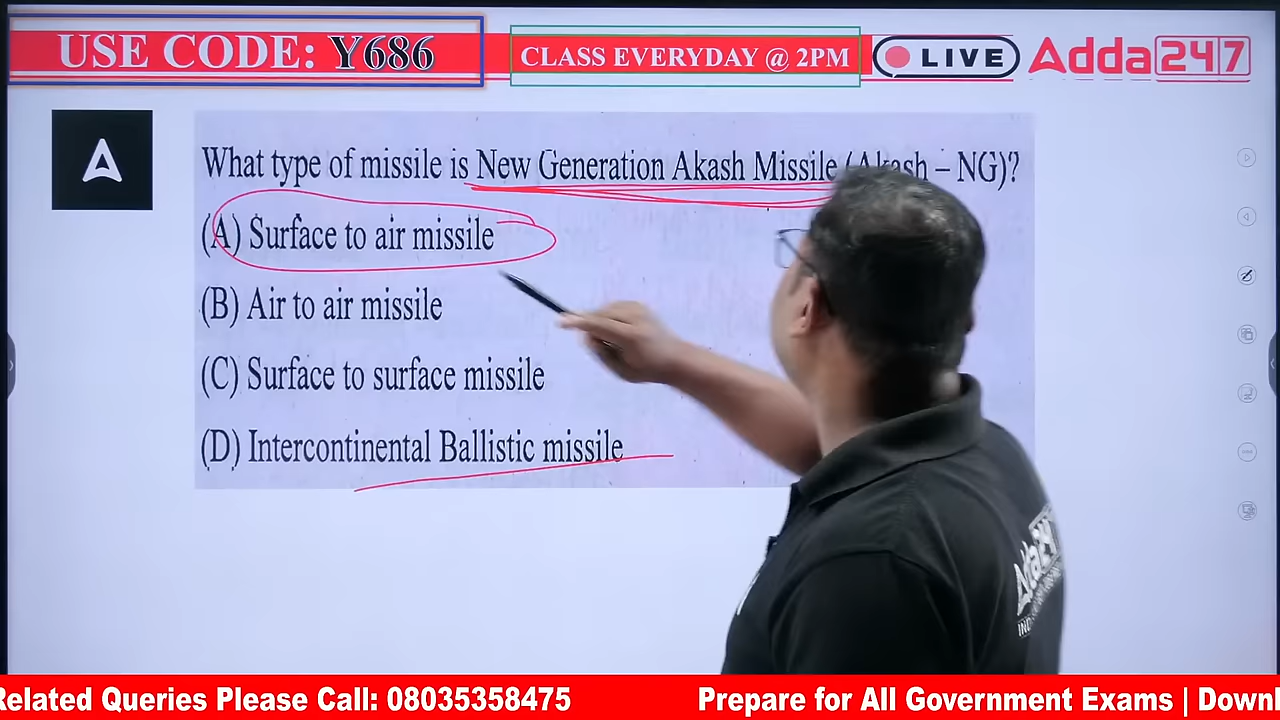 USE CODE: Y686
CLASS EVERYDAY @ 2PM
LIVE
Adda247
What type of missile is New Generation Akash Missile (Akash – NG)?
(A) Surface to air missile
(B) Air to air missile
(C) Surface to surface missile
(D) Intercontinental Ballistic missile
Adda247
Related Queries Please Call: 08035358475
Prepare for All Government Exams | Downl